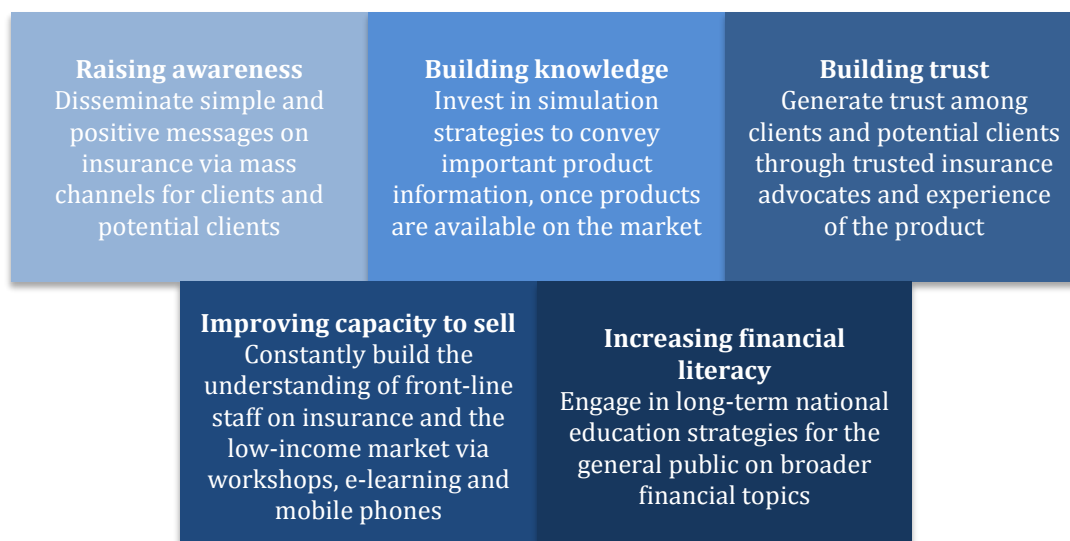 Raising awareness
Disseminate simple and
positive messages on
insurance via mass
channels for clients and
potential clients
Building knowledge
Invest in simulation
strategies to convey
important product
information, once products
are available on the market
Building trust
Generate trust among
clients and potential clients
through trusted insurance
advocates and experience
of the product
Improving capacity to sell
Constantly build the
understanding of front-line
staff on insurance and the
low-income market via
workshops, e-learning and
mobile phones
Increasing financial
literacy
Engage in long-term national
education strategies for the
general public on broader
financial topics